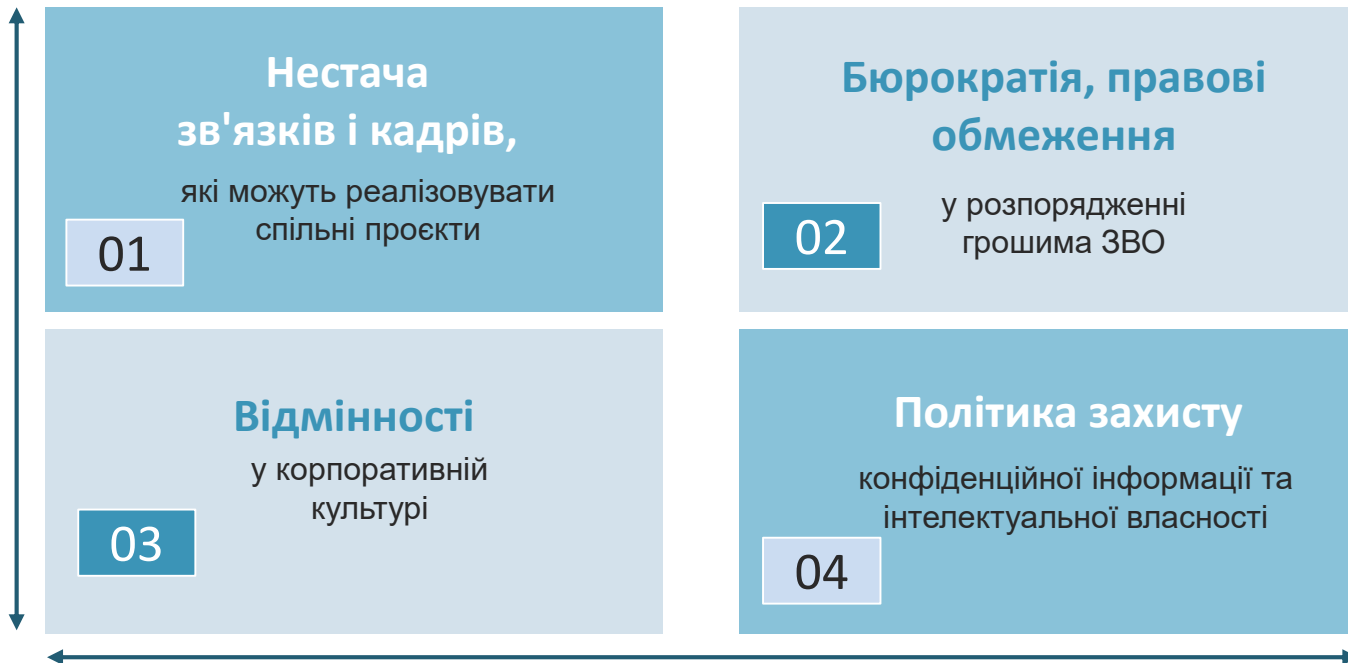 Нестача
зв'язків і кадрів,
які можуть реалізовувати
спільні проєкти
01
Бюрократія, правові
обмеження
у розпорядженні
грошима ЗВО
02
Відмінності
у корпоративній
культурі
03
Політика захисту
конфіденційної інформації та
інтелектуальної власності
04